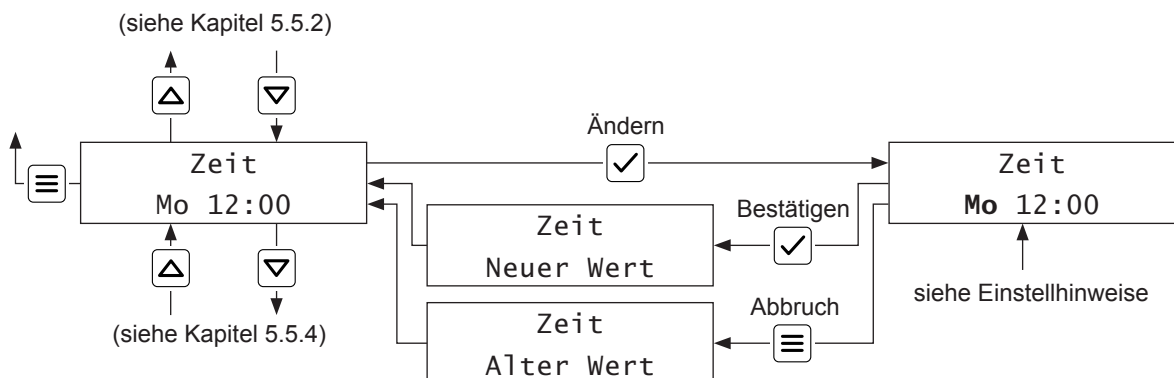 (siehe Kapitel 5.5.2)
Ändern
Zeit
Mo 12:00
Zeit
Mo 12:00
Bestätigen
Zeit
Neuer Wert
siehe Einstellhinweise
Abbruch
Zeit
Alter Wert
(siehe Kapitel 5.5.4)